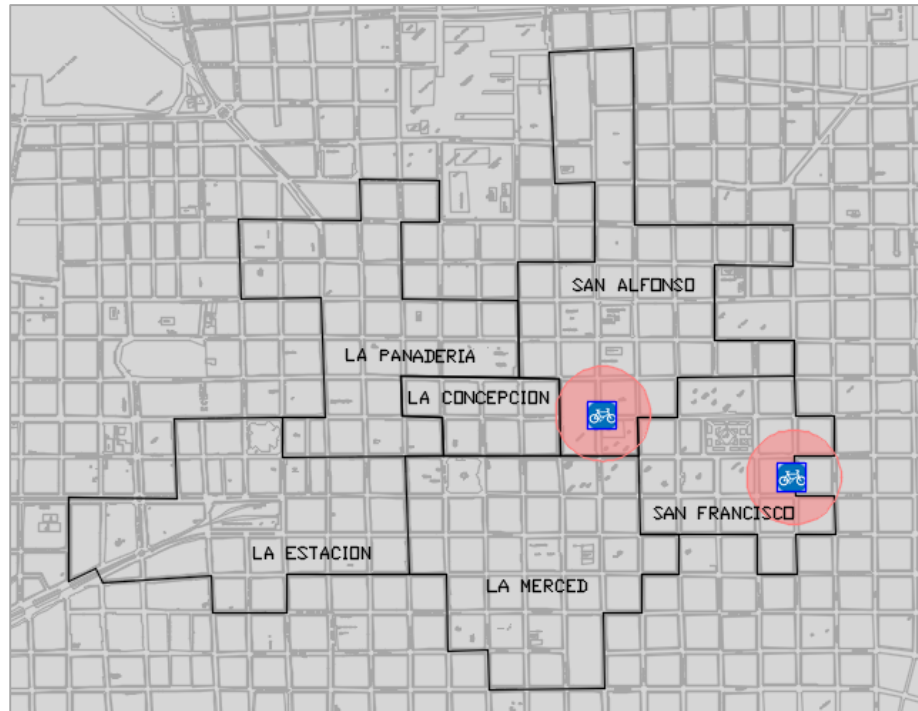 SAN ALFONSO
LA PANADERIA
LA CONCEPCION
SAN FRANCISCO
LA ESTACION
LA MERCED